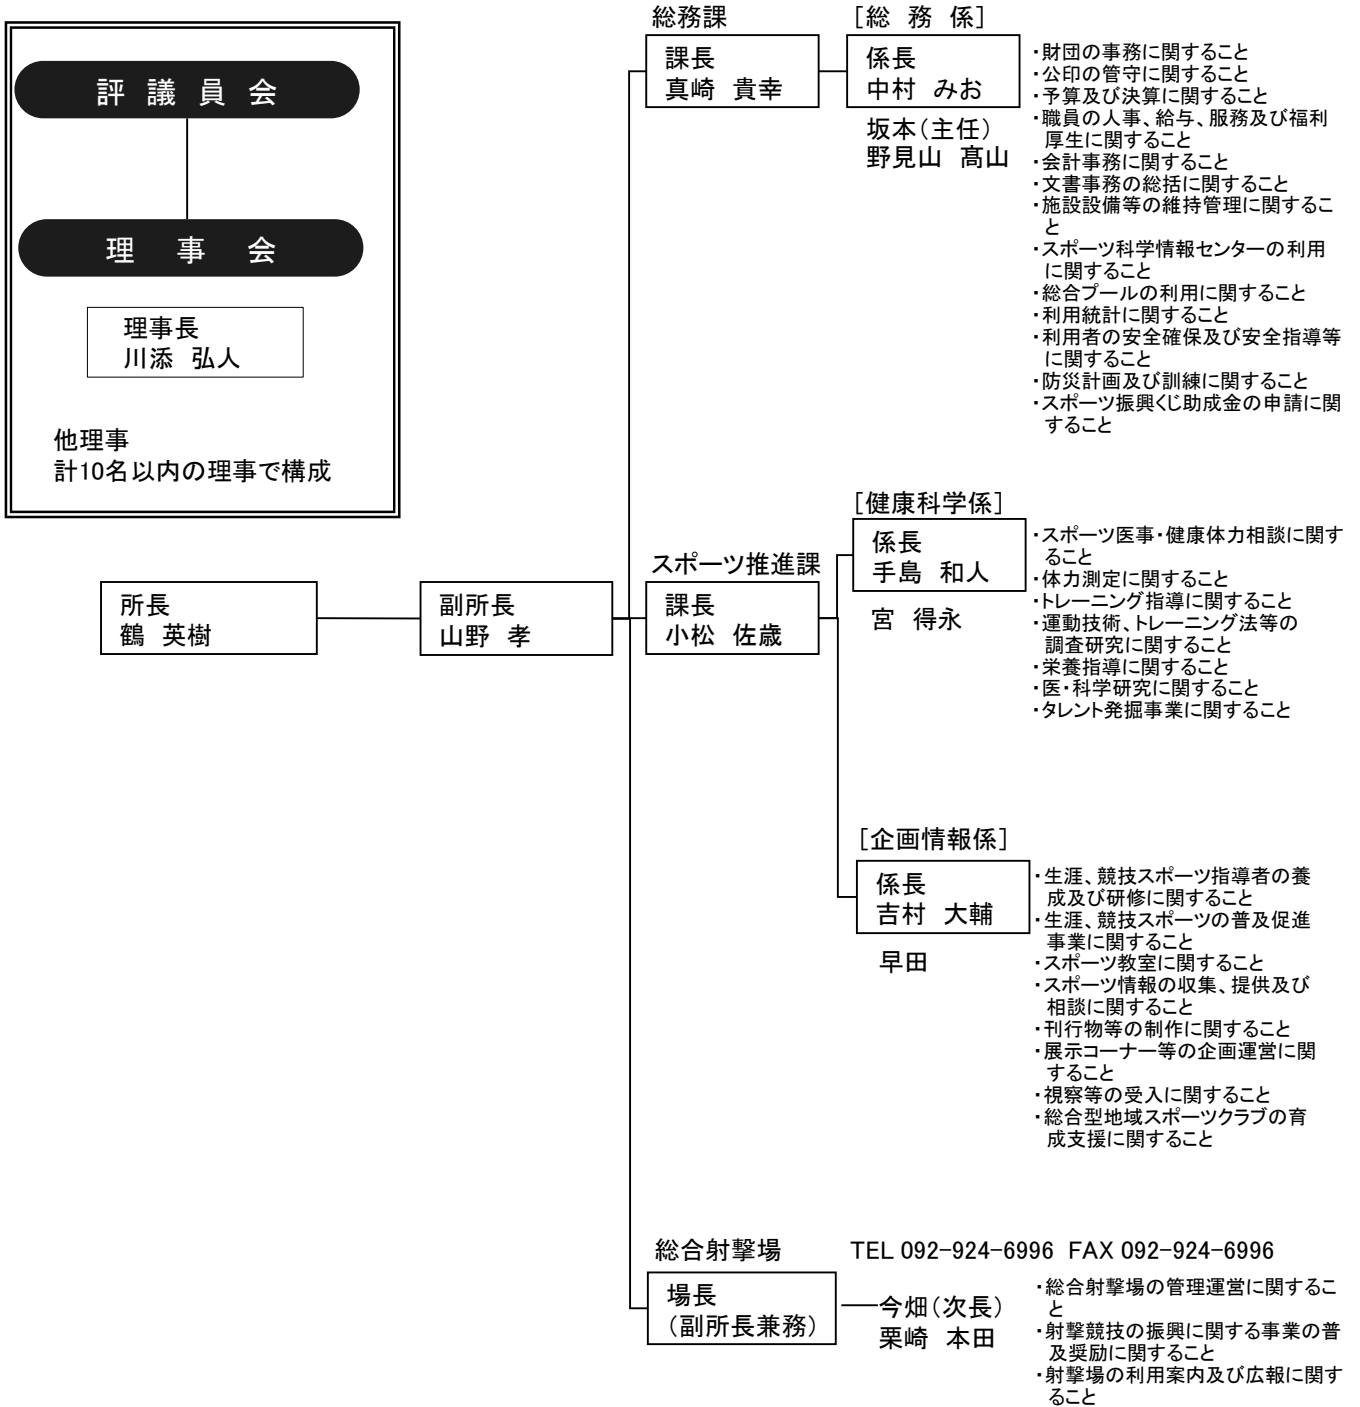 評議員会
理事会
理事長
川添 弘人
他理事
計10名以内の理事で構成
所長
鶴 英樹
副所長
山野 孝
総務課
課長
真崎 貴幸
［総 務 係］
係長
中村 みお
坂本（主任）
野見山 髙山
・財団の事務に関すること
・公印の管守に関すること
・予算及び決算に関すること
・職員の人事、給与、服務及び福利
厚生に関すること
・会計事務に関すること
・文書事務の総括に関すること
・施設設備等の維持管理に関するこ
と
・スポーツ科学情報センターの利用
に関すること
・総合プールの利用に関すること
・利用統計に関すること
・利用者の安全確保及び安全指導等
に関すること
・防災計画及び訓練に関すること
・スポーツ振興くじ助成金の申請に関
すること
スポーツ推進課
課長
小松 佐歳
［健康科学係］
係長
手島 和人
宮 得永
・スポーツ医事・健康体力相談に関す
ること
・体力測定に関すること
・トレーニング指導に関すること
・運動技術、トレーニング法等の
調査研究に関すること
・栄養指導に関すること
・医・科学研究に関すること
・タレント発掘事業に関すること
［企画情報係］
係長
吉村 大輔
早田
・生涯、競技スポーツ指導者の養
成及び研修に関すること
・生涯、競技スポーツの普及促進
事業に関すること
・スポーツ教室に関すること
・スポーツ情報の収集、提供及び
相談に関すること
・刊行物等の制作に関すること
・展示コーナー等の企画運営に関
すること
・視察等の受入に関すること
・総合型地域スポーツクラブの育
成支援に関すること
総合射撃場
TEL 092-924-6996 FAX 092-924-6996
場長
（副所長兼務）
今畑（次長）
栗崎 本田
・総合射撃場の管理運営に関するこ
と
・射撃競技の振興に関する事業の普
及奨励に関すること
・射撃場の利用案内及び広報に関す
ること